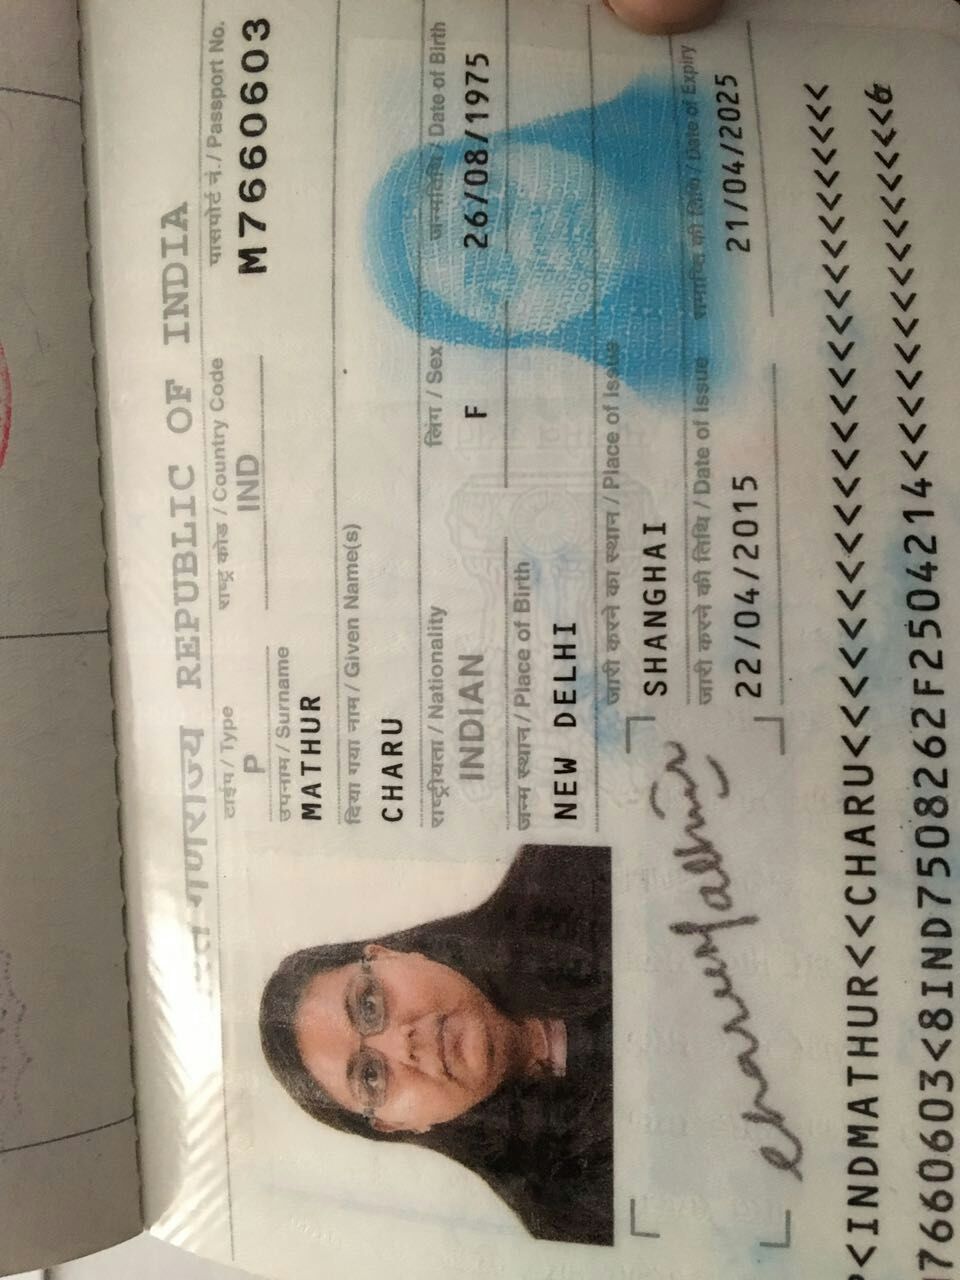 गणराज्य REPUBLIC OF INDIA
टाईप / Type राष्ट्र कोड / Country Code पासपोर्ट नं. / Passport No.
P IND M7660603
उपनाम / Surname
MATHUR
दिया गया नाम / Given Name(s)
CHARU
राष्ट्रीयता / Nationality लिंग / Sex जन्मतिथि / Date of Birth
INDIAN F 26/08/1975
जन्म स्थान / Place of Birth
NEW DELHI
जारी करने का स्थान / Place of Issue
SHANGHAI
जारी करने की तिथि / Date of Issue समाप्ति की तिथि / Date of Expiry
22/04/2015 21/04/2025
Charu Mathur
P<INDMATHUR<<CHARU<<<<<<<<<<<<<<<<<<<<<<<<<<
7660603<8IND7508262F2504214<<<<<<<<<<<<<<<6